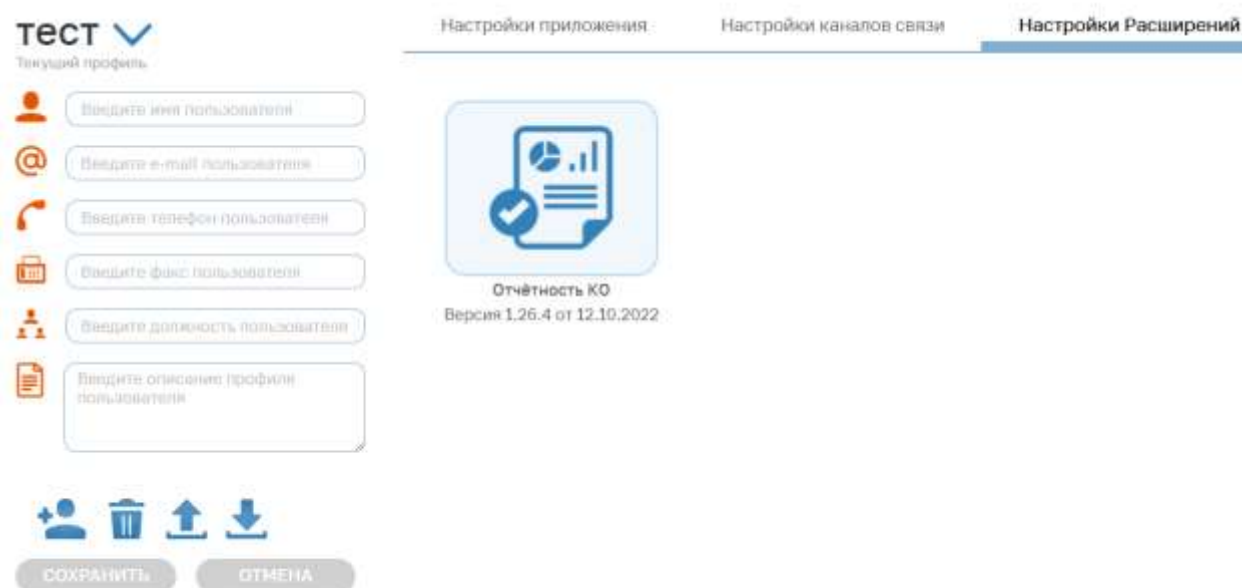 тест
Текущий профиль
Введите имя пользователя
Введите e-mail пользователя
Введите телефон пользователя
Введите факс пользователя
Введите должность пользователя
Введите описание профиля
пользователя
СОХРАНИТЬ
ОТМЕНА
Настройки приложения
Настройки каналов связи
Настройки Расширений
Отчётность КО
Версия 1.26.4 от 12.10.2022